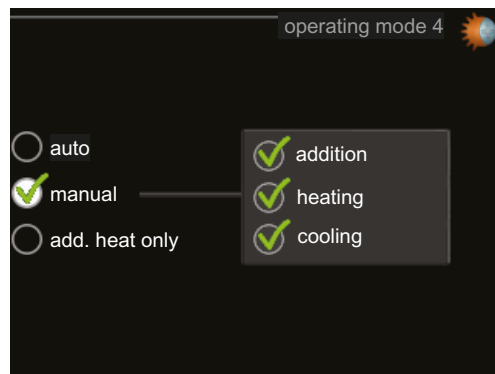 operating mode 4
auto
manual
add. heat only
addition
heating
cooling